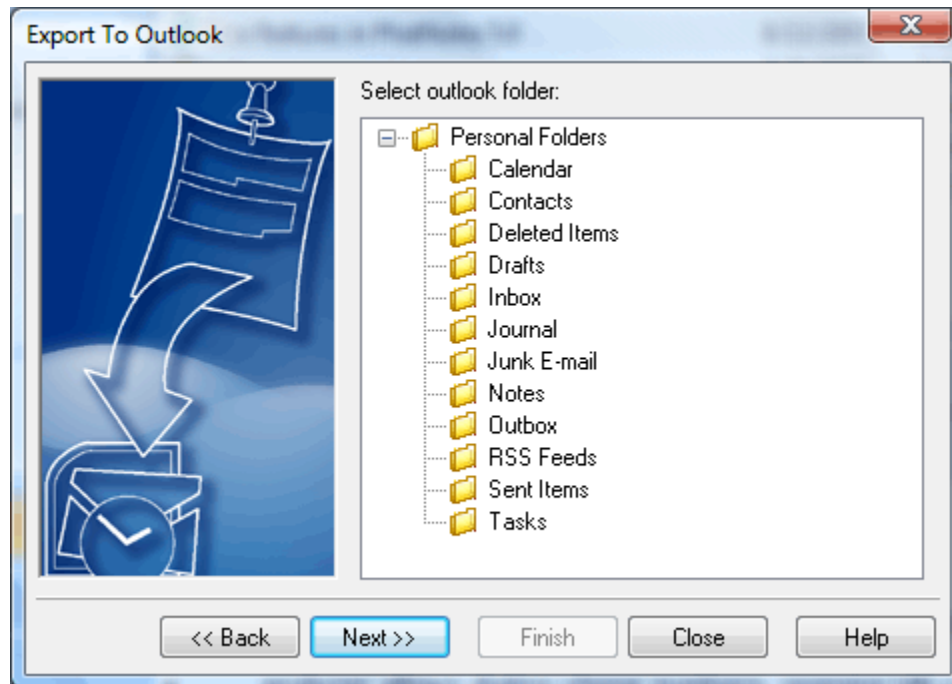 Export To Outlook
Select outlook folder:
Personal Folders
Calendar
Contacts
Deleted Items
Drafts
Inbox
Journal
Junk E-mail
Notes
Outbox
RSS Feeds
Sent Items
Tasks
<< Back Next >> Finish Close Help